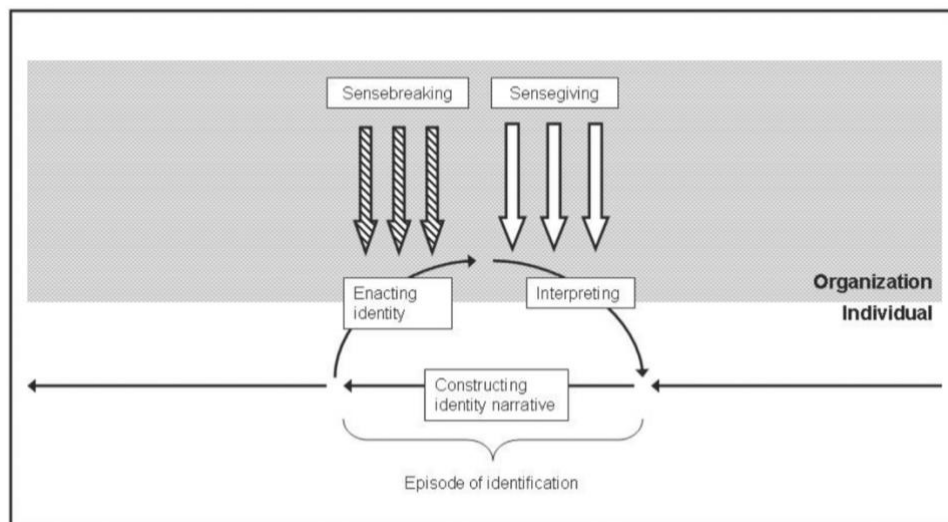 Sensebreaking
Sensegiving
Enacting
identity
Interpreting
Organization
Individual
Constructing
identity narrative
Episode of identification